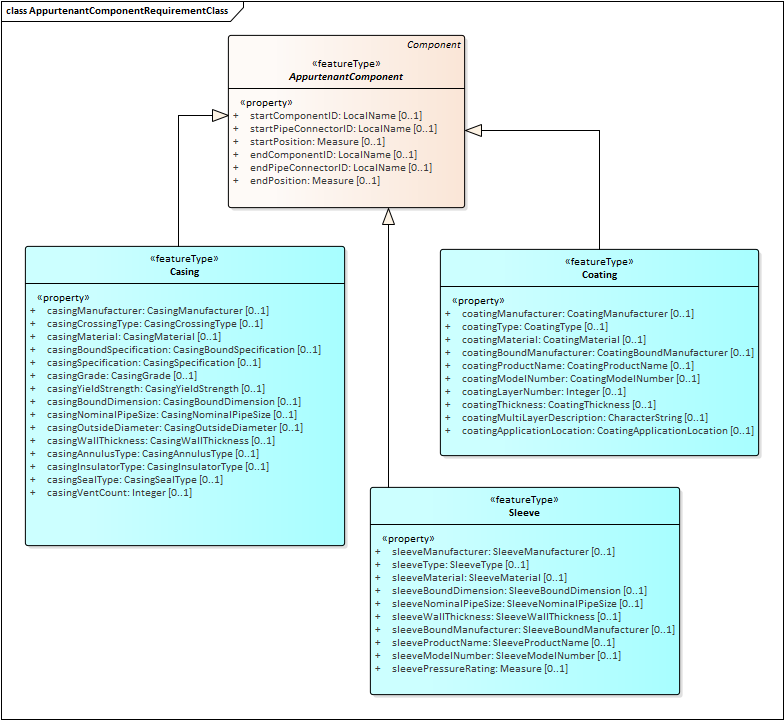 class AppurtenantComponentRequirementClass
Component
«featureType»
AppurtenantComponent
«property»
+ startComponentID: LocalName [0..1]
+ startPipeConnectorID: LocalName [0..1]
+ startPosition: Measure [0..1]
+ endComponentID: LocalName [0..1]
+ endPipeConnectorID: LocalName [0..1]
+ endPosition: Measure [0..1]
«featureType»
Casing
«property»
+ casingManufacturer: CasingManufacturer [0..1]
+ casingCrossingType: CasingCrossingType [0..1]
+ casingMaterial: CasingMaterial [0..1]
+ casingBoundSpecification: CasingBoundSpecification [0..1]
+ casingSpecification: CasingSpecification [0..1]
+ casingGrade: CasingGrade [0..1]
+ casingYieldStrength: CasingYieldStrength [0..1]
+ casingBoundDimension: CasingBoundDimension [0..1]
+ casingNominalPipeSize: CasingNominalPipeSize [0..1]
+ casingOutsideDiameter: CasingOutsideDiameter [0..1]
+ casingWallThickness: CasingWallThickness [0..1]
+ casingAnnulusType: CasingAnnulusType [0..1]
+ casingInsulatorType: CasingInsulatorType [0..1]
+ casingSealType: CasingSealType [0..1]
+ casingVentCount: Integer [0..1]
«featureType»
Coating
«property»
+ coatingManufacturer: CoatingManufacturer [0..1]
+ coatingType: CoatingType [0..1]
+ coatingMaterial: CoatingMaterial [0..1]
+ coatingBoundManufacturer: CoatingBoundManufacturer [0..1]
+ coatingProductName: CoatingProductName [0..1]
+ coatingModelNumber: CoatingModelNumber [0..1]
+ coatingLayerNumber: Integer [0..1]
+ coatingThickness: CoatingThickness [0..1]
+ coatingMultiLayerDescription: CharacterString [0..1]
+ coatingApplicationLocation: CoatingApplicationLocation [0..1]
«featureType»
Sleeve
«property»
+ sleeveManufacturer: SleeveManufacturer [0..1]
+ sleeveType: SleeveType [0..1]
+ sleeveMaterial: SleeveMaterial [0..1]
+ sleeveBoundDimension: SleeveBoundDimension [0..1]
+ sleeveNominalPipeSize: SleeveNominalPipeSize [0..1]
+ sleeveWallThickness: SleeveWallThickness [0..1]
+ sleeveBoundManufacturer: SleeveBoundManufacturer [0..1]
+ sleeveProductName: SleeveProductName [0..1]
+ sleeveModelNumber: SleeveModelNumber [0..1]
+ sleevePressureRating: Measure [0..1]